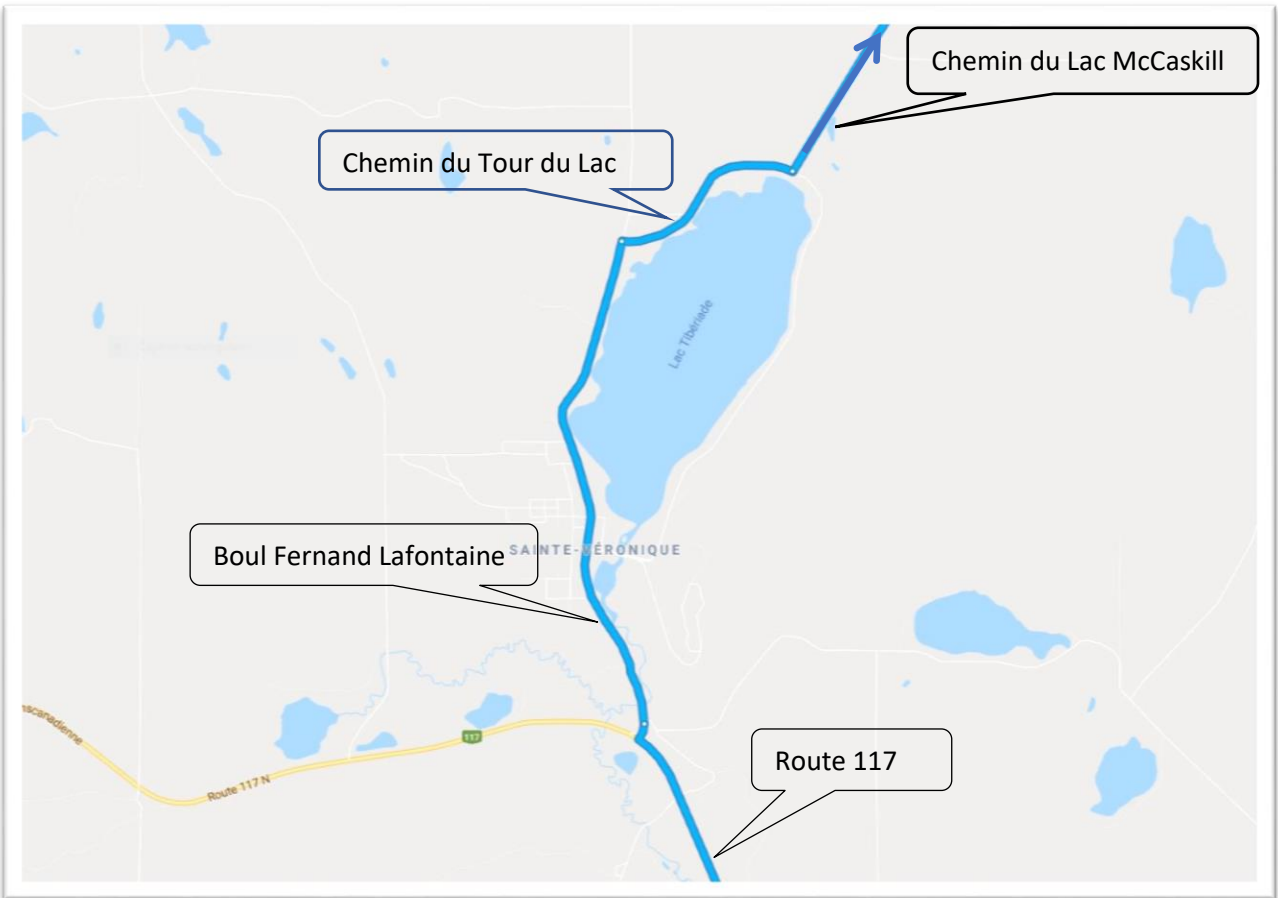 Chemin du Lac McCaskill
Chemin du Tour du Lac
Lac Tibériade
Boul Fernand Lafontaine
SAINTE-VÉRONIQUE
Route 117
117
Route 117 N
scanadienne